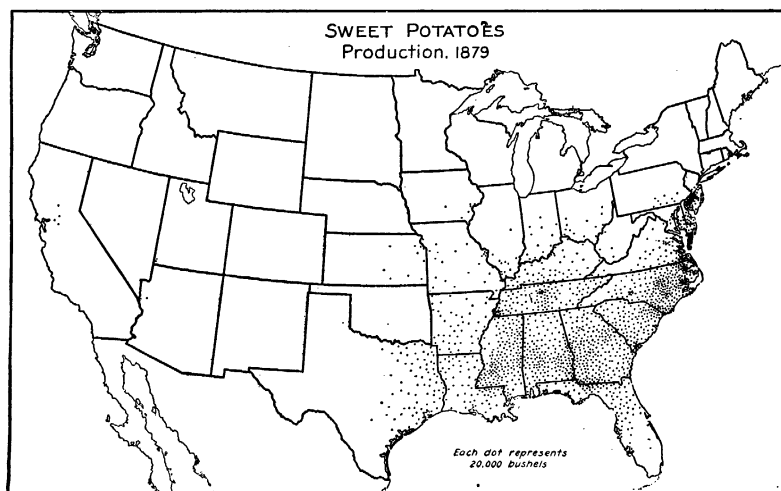 SWEET POTATOES
Production, 1879
Each dot represents
20,000 bushels